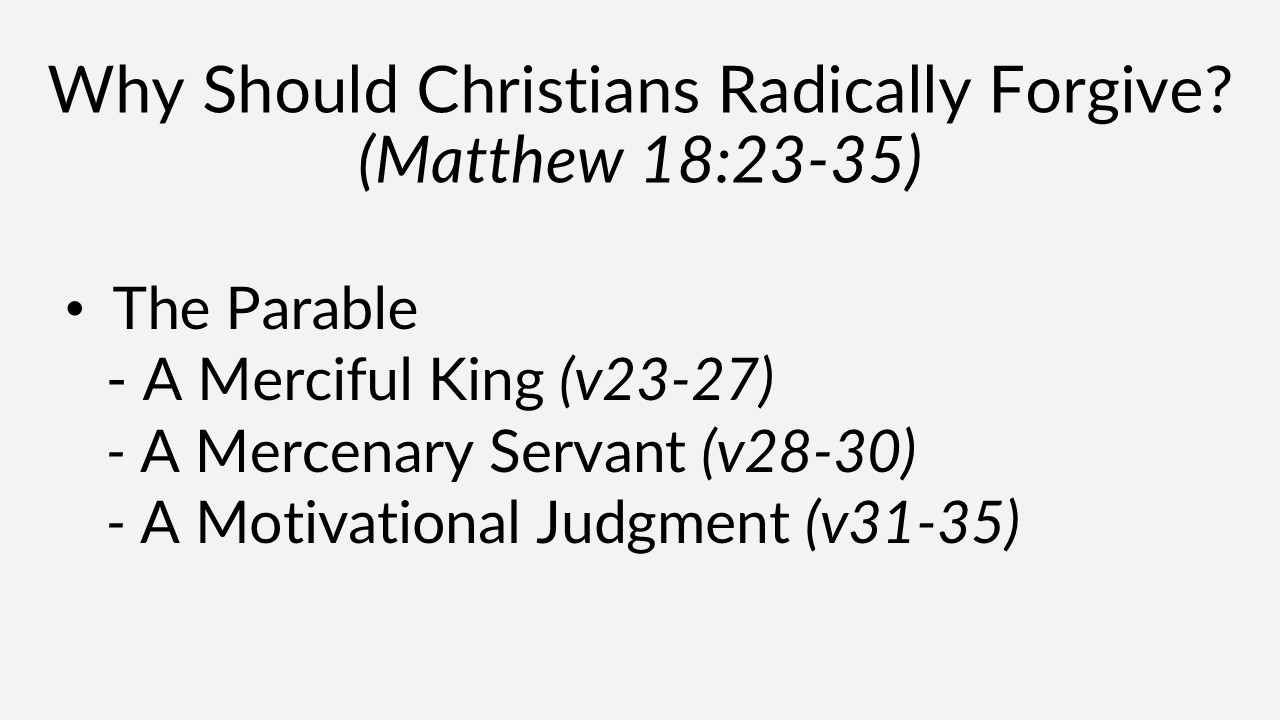 Why Should Christians Radically Forgive?
(Matthew 18:23-35)
• The Parable
- A Merciful King (v23-27)
- A Mercenary Servant (v28-30)
- A Motivational Judgment (v31-35)